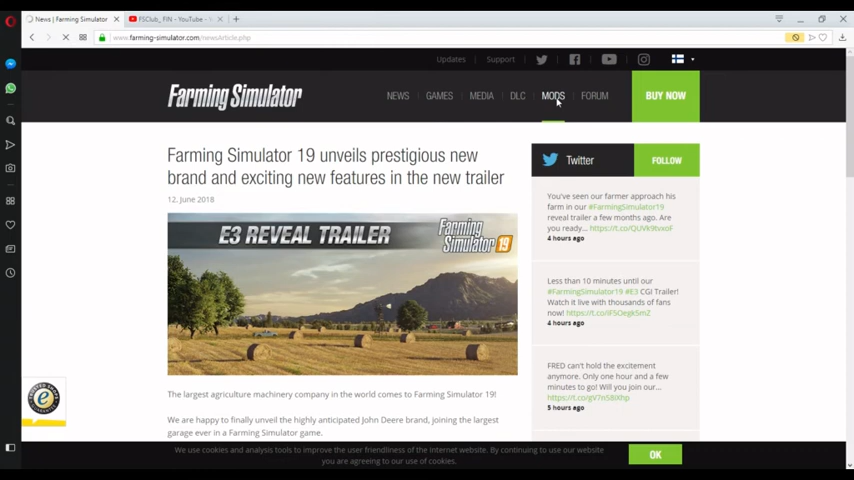 News | Farming Simulator
FSClub_ FIN - YouTube -
www.farming-simulator.com/newsArticle.php
Updates
Support
Farming Simulator
NEWS
GAMES
MEDIA
DLC
MODS
FORUM
BUY NOW
Farming Simulator 19 unveils prestigious new
brand and exciting new features in the new trailer
12. June 2018
E3 REVEAL TRAILER
Farming
Simulator 19
The largest agriculture machinery company in the world comes to Farming Simulator 19!
We are happy to finally unveil the highly anticipated John Deere brand, joining the largest
garage ever in a Farming Simulator game.
Twitter
FOLLOW
You've seen our farmer approach his
farm in our #FarmingSimulator19
reveal trailer a few months ago. Are
you ready... https://t.co/QUVk9tvxoF
4 hours ago
Less than 10 minutes until our
#FarmingSimulator19 #E3 CGI Trailer!
Watch it live with thousands of fans
now! https://t.co/iF5OegkSmZ
4 hours ago
FRED can't hold the excitement
anymore. Only one hour and a few
minutes to go! Will you join our...
https://t.co/gV7nS8iXhp
5 hours ago
We use cookies and analysis tools to improve the user friendliness of the Internet website. By continuing to use our website
you are agreeing to our use of cookies.
OK